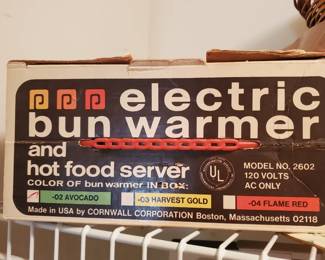 electric
bun warmer
and
hot food server
COLOR OF bun warmer IN BOX:
MODEL NO. 2602
120 VOLTS
AC ONLY
UL
-02 AVOCADO
-03 HARVEST GOLD
-04 FLAME RED
Made in USA by CORNWALL CORPORATION Boston, Massachusetts 02118